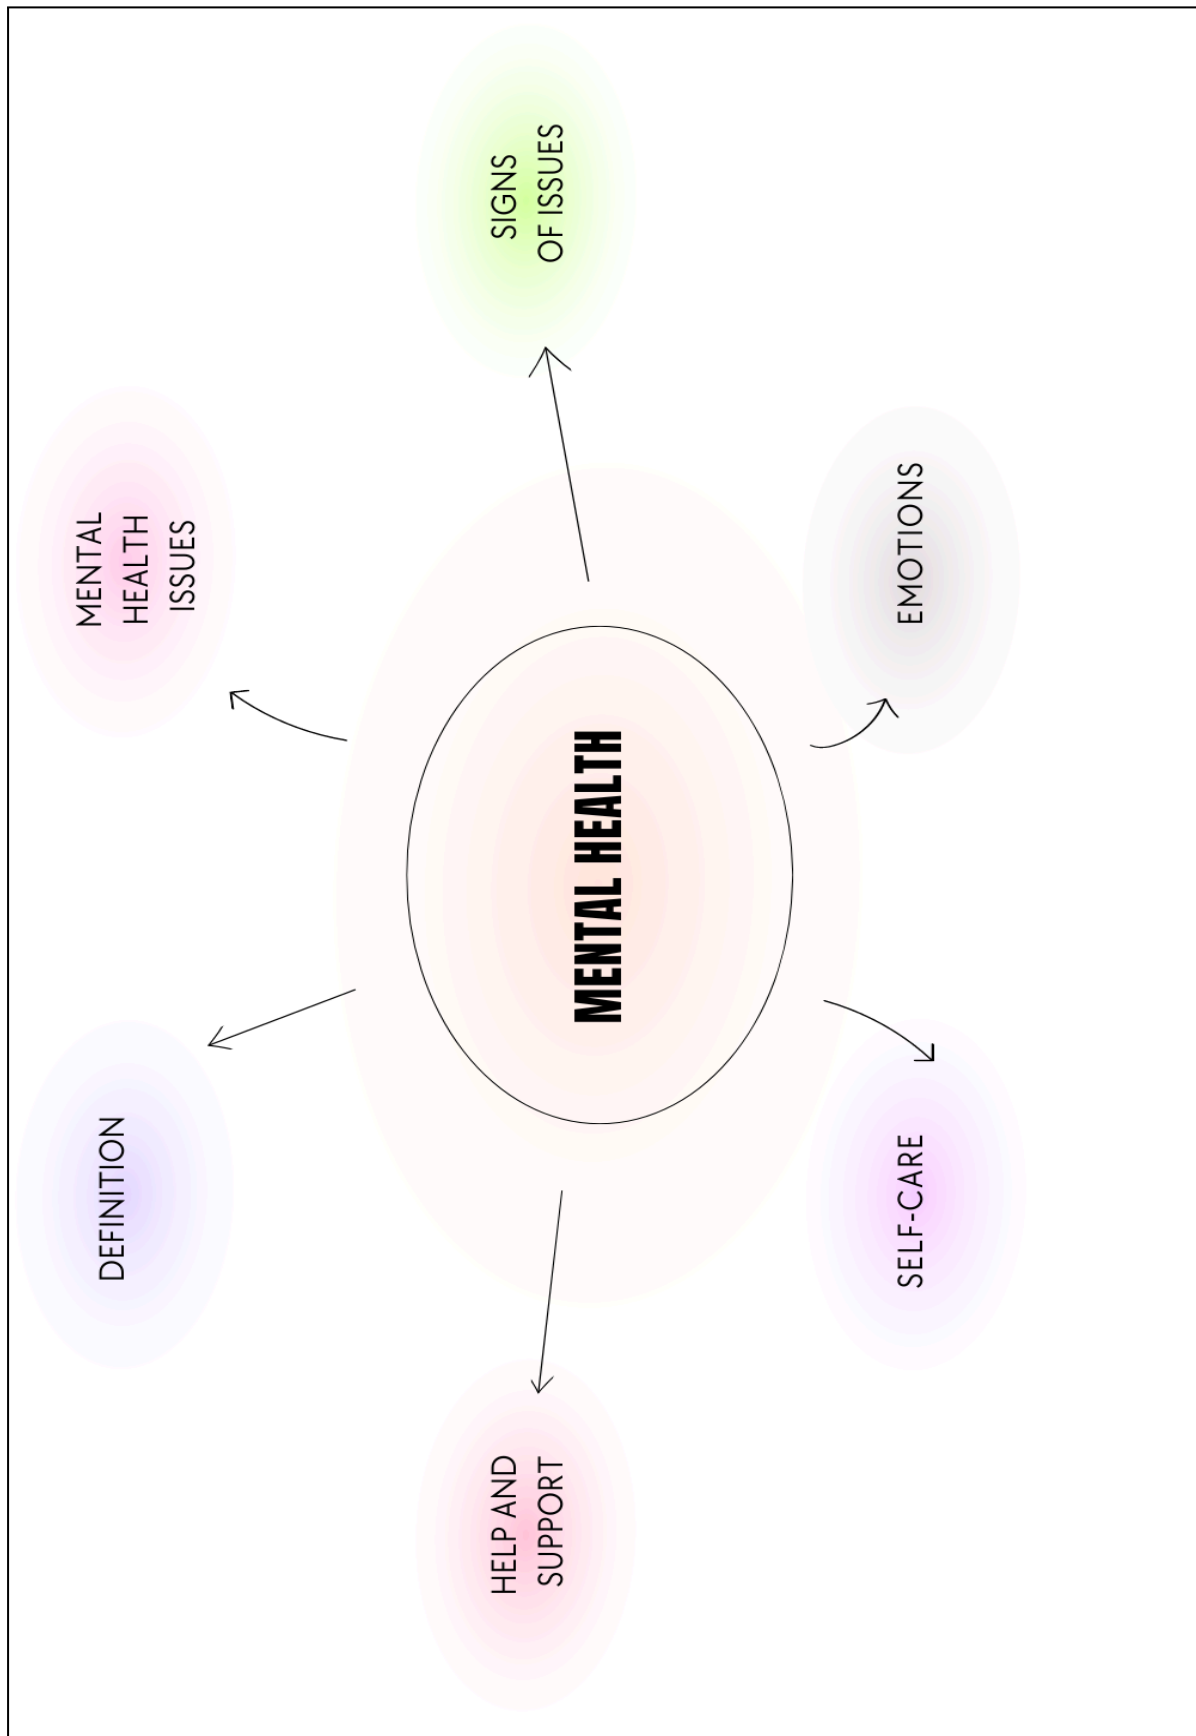 DEFINITION
MENTAL
HEALTH
ISSUES
HELP AND
SUPPORT
MENTAL HEALTH
SIGNS
OF ISSUES
SELF-CARE
EMOTIONS